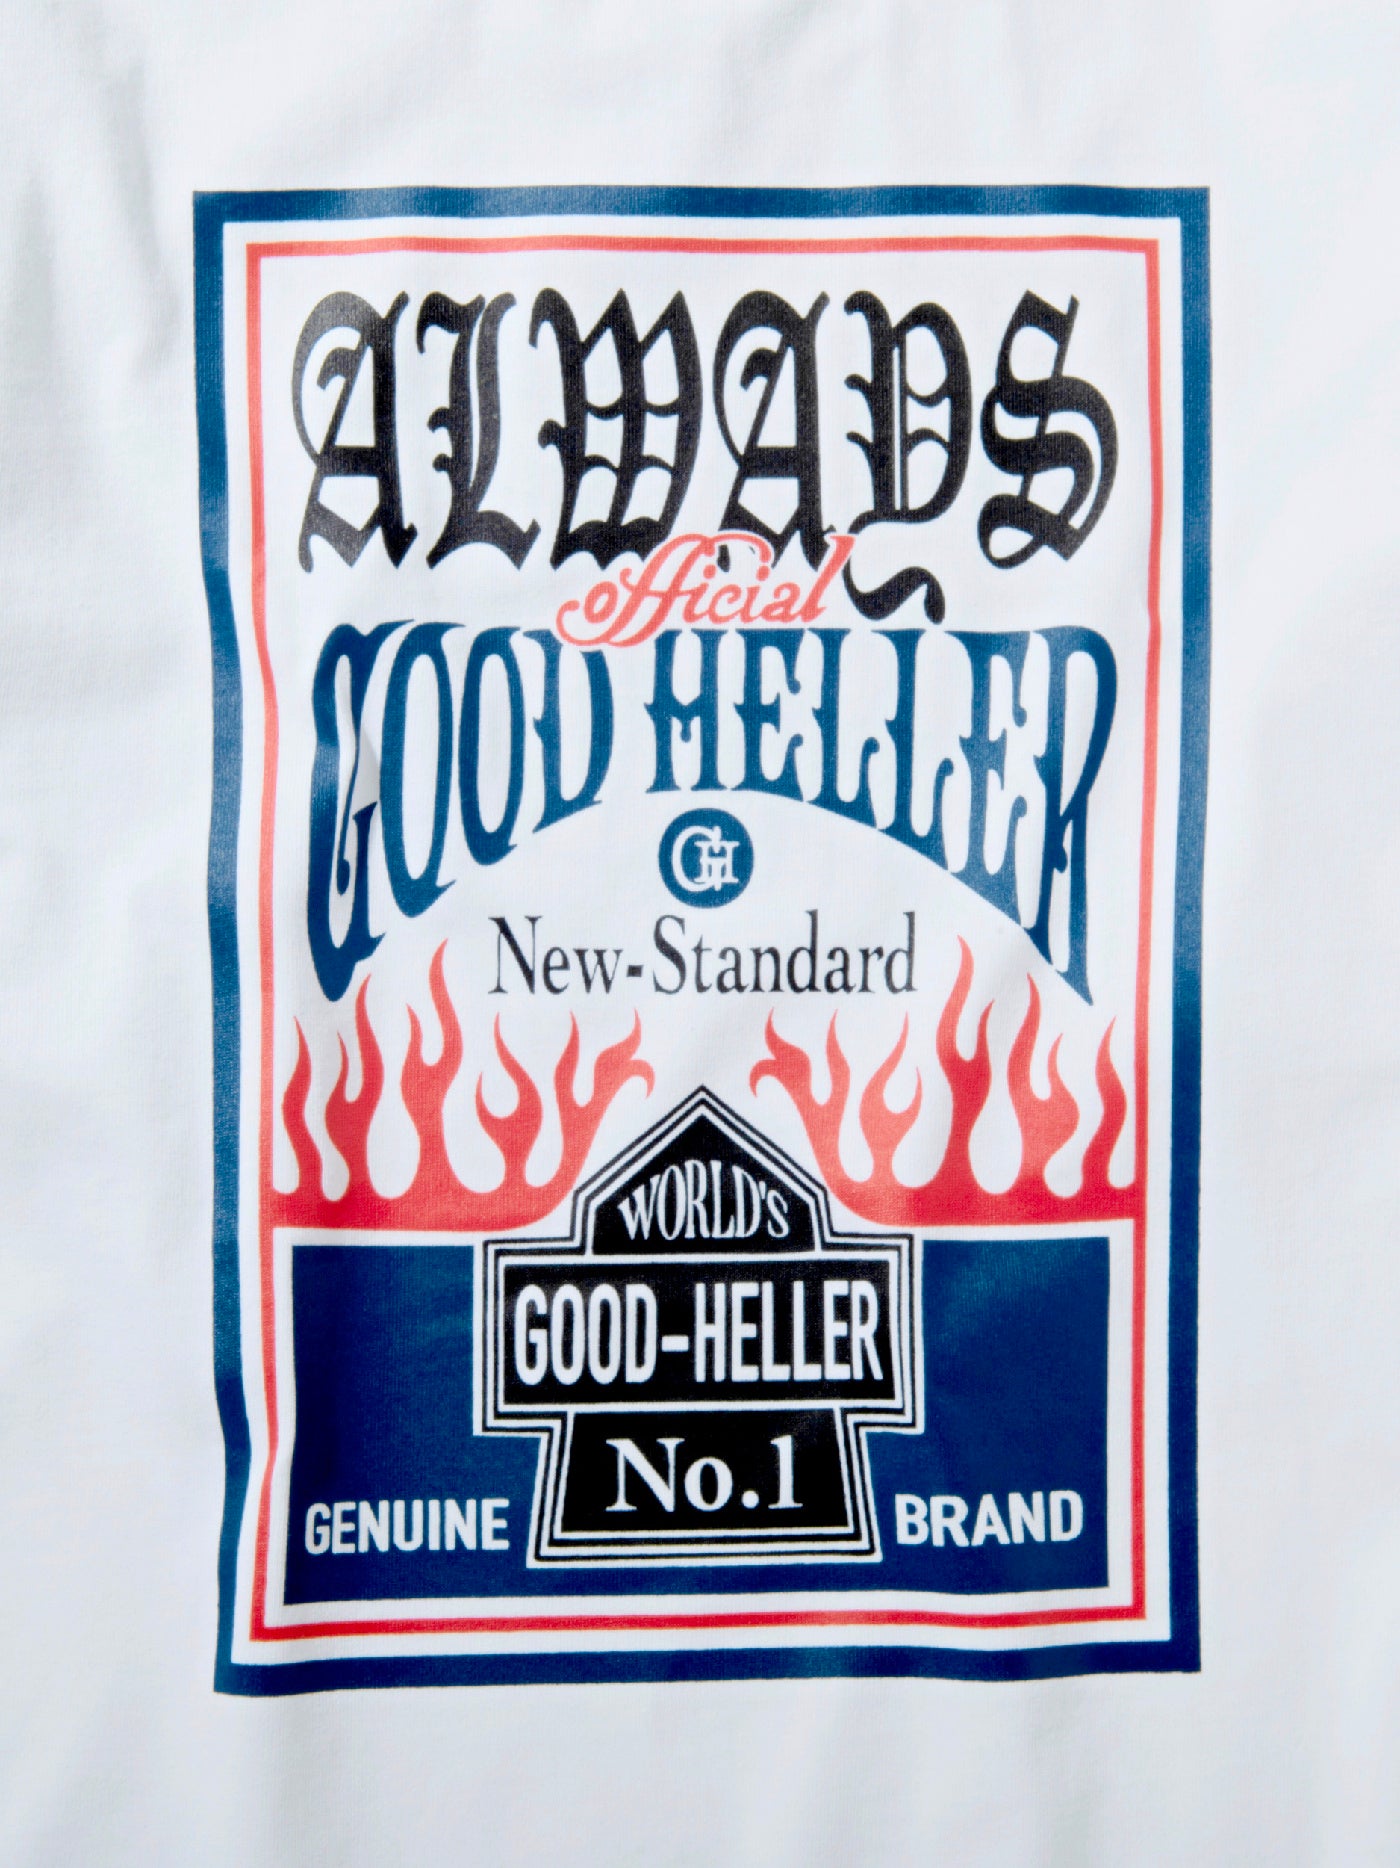 ALWAYS
official
GOOD HELLER
GH
New-Standard
WORLD'S
GOOD-HELLER
No.1
GENUINE BRAND